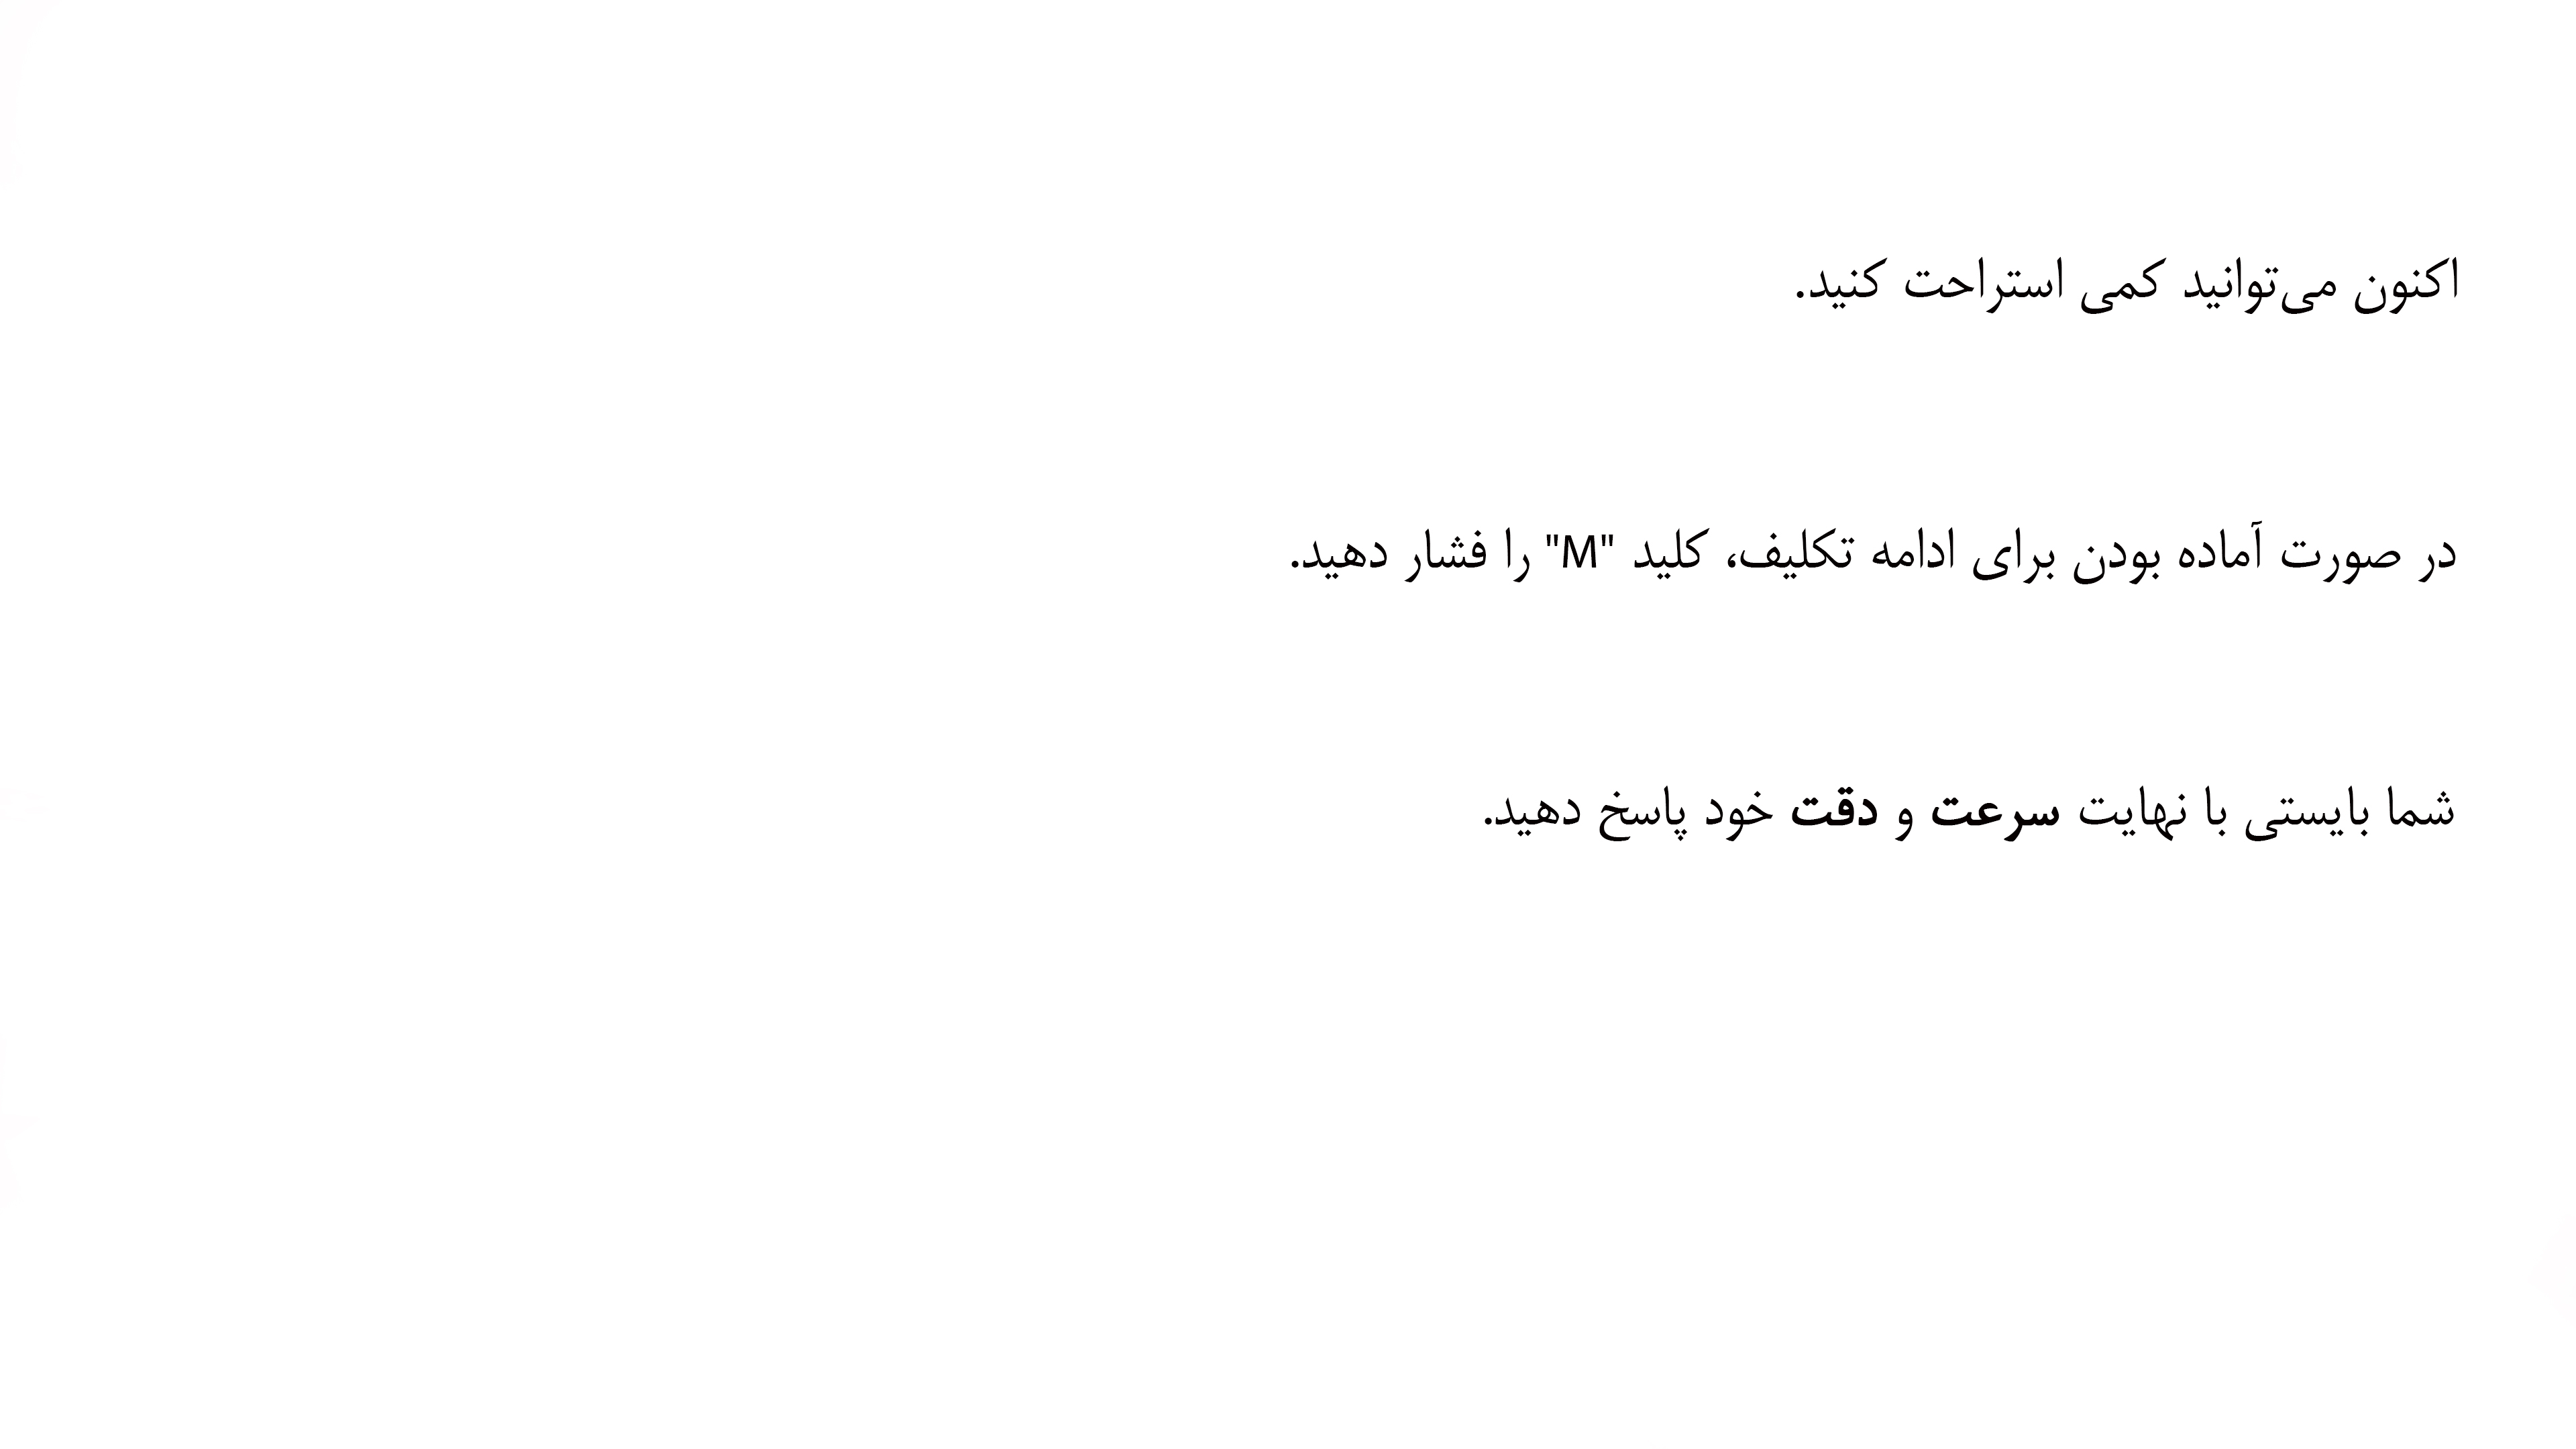 اکنون می‌توانید کمی استراحت کنید.
در صورت آماده بودن برای ادامه تکلیف، کلید "M" را فشار دهید.
شما بایستی با نهایت سرعت و دقت خود پاسخ دهید.